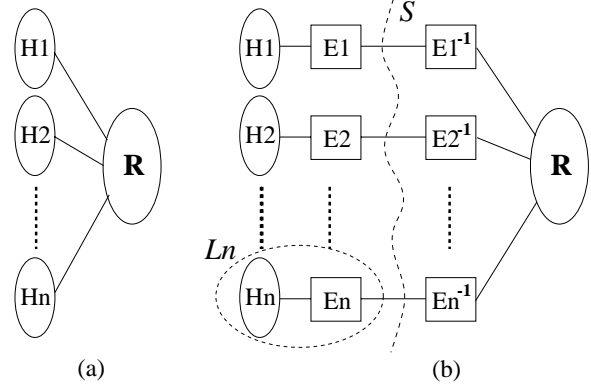 H1
H2
Hn
R
(a)
S
H1 E1 E1⁻¹
H2 E2 E2⁻¹
R
Ln
Hn En En⁻¹
(b)